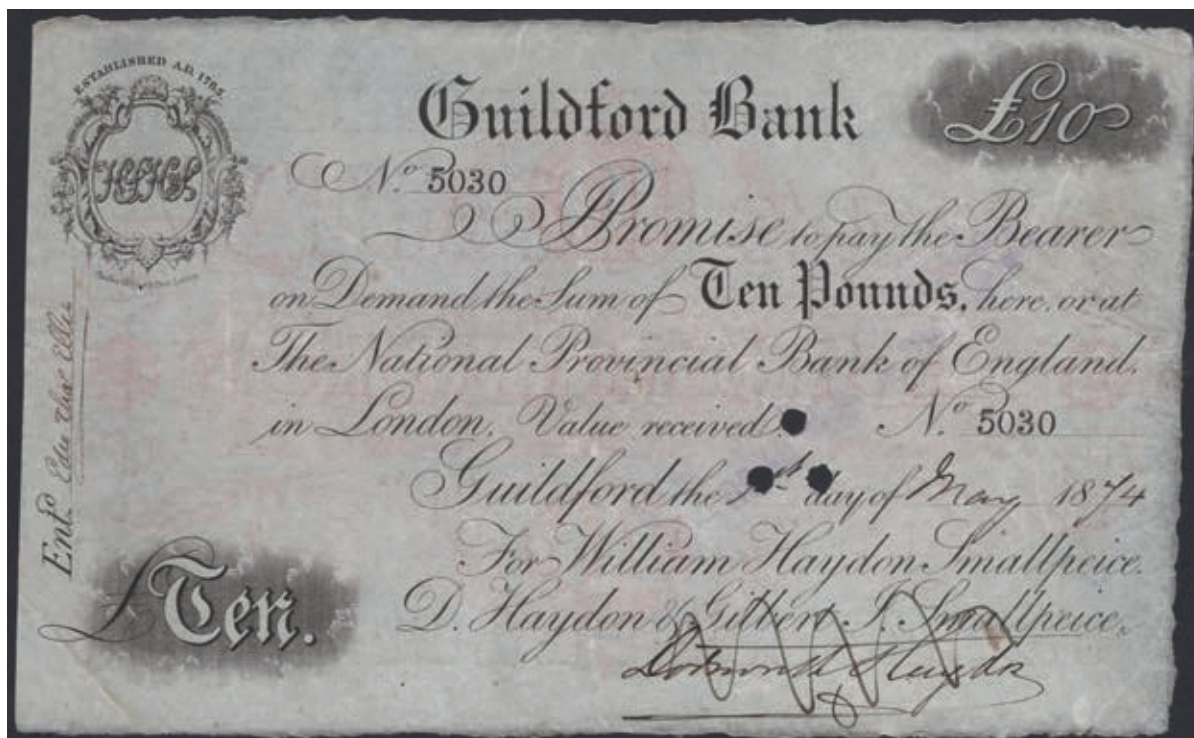 ESTABLISHED A.D. 1765
Guildford Bank
£10
No. 5030
I Promise to pay the Bearer
on Demand the Sum of Ten Pounds, here, or at
The National Provincial Bank of England,
in London. Value received. No. 5030
Guildford the day of May 1874
For William Haydon Smallpeice.
D. Haydon & Gilbert J. Smallpeice.
Haydon
£Ten.
Entd.